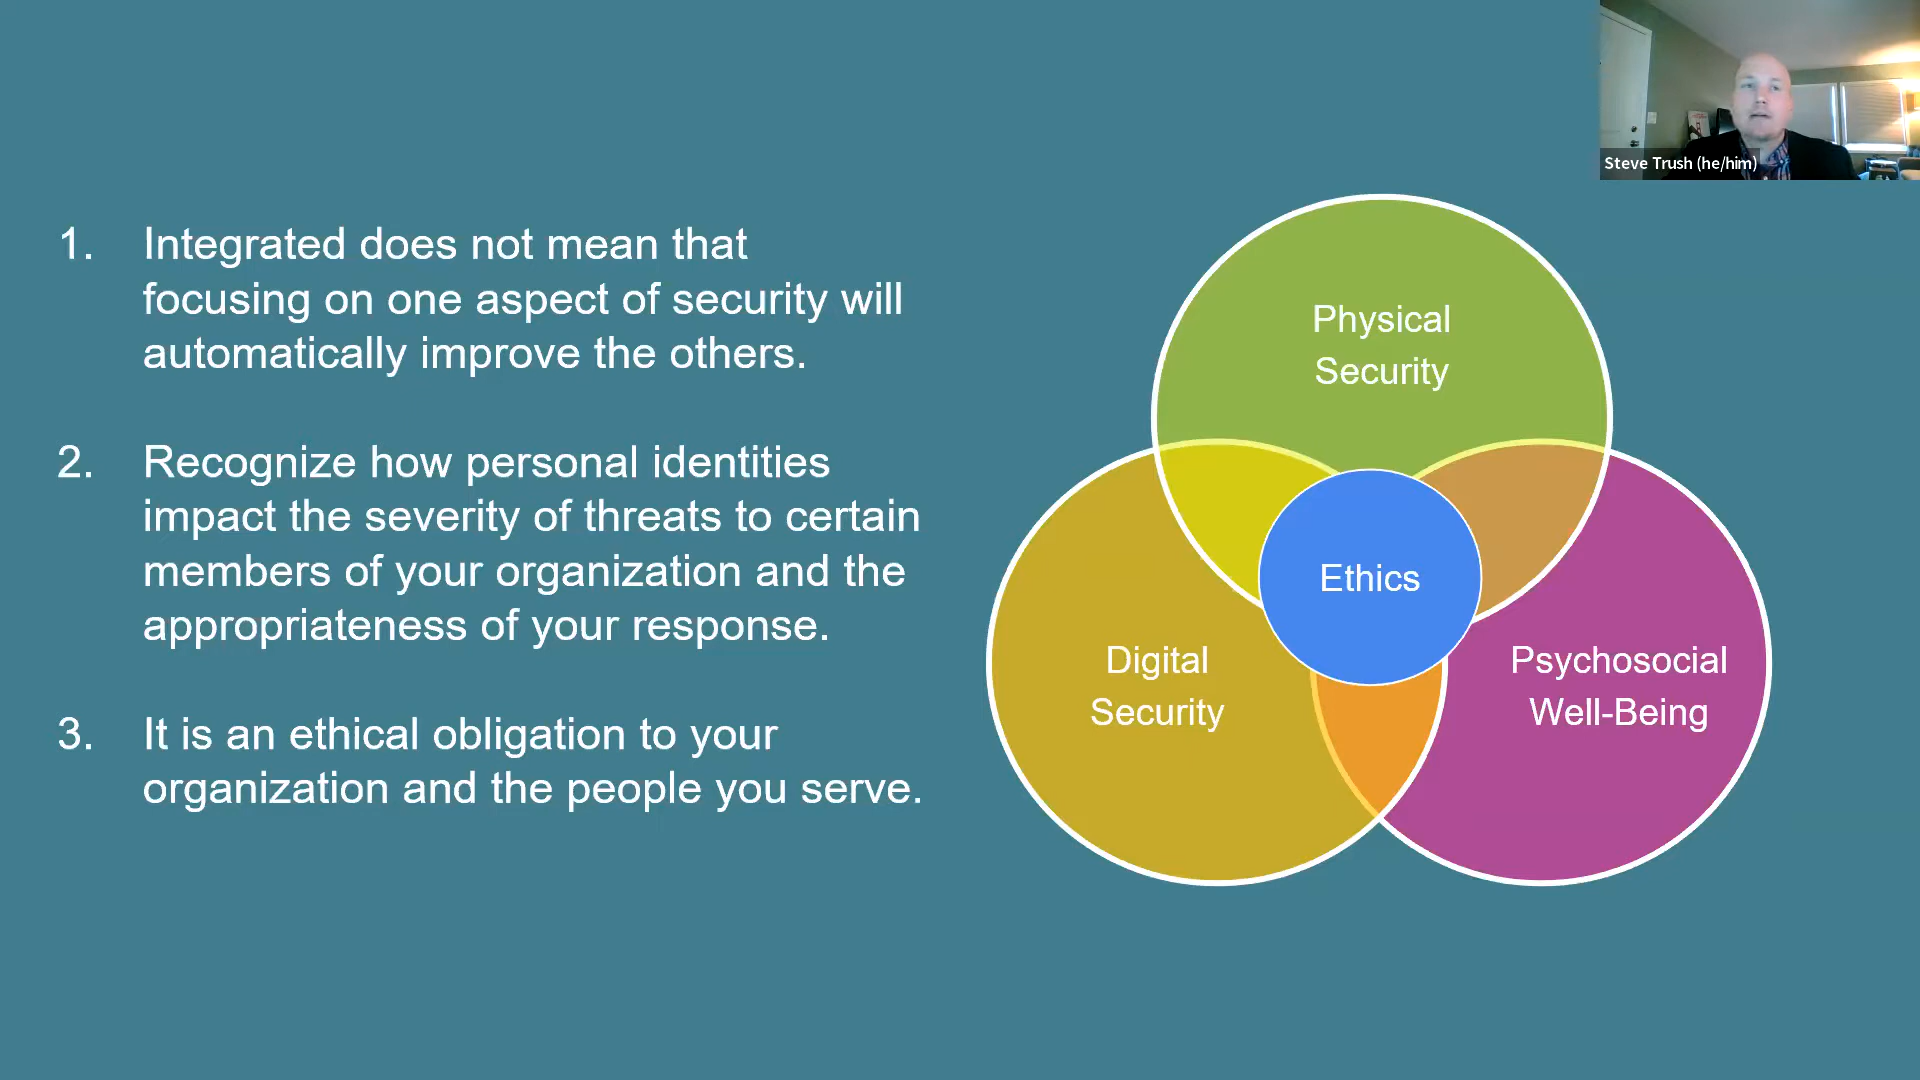 Steve Trush (he/him)
1. Integrated does not mean that
focusing on one aspect of security will
automatically improve the others.
2. Recognize how personal identities
impact the severity of threats to certain
members of your organization and the
appropriateness of your response.
3. It is an ethical obligation to your
organization and the people you serve.
Physical
Security
Ethics
Digital
Security
Psychosocial
Well-Being